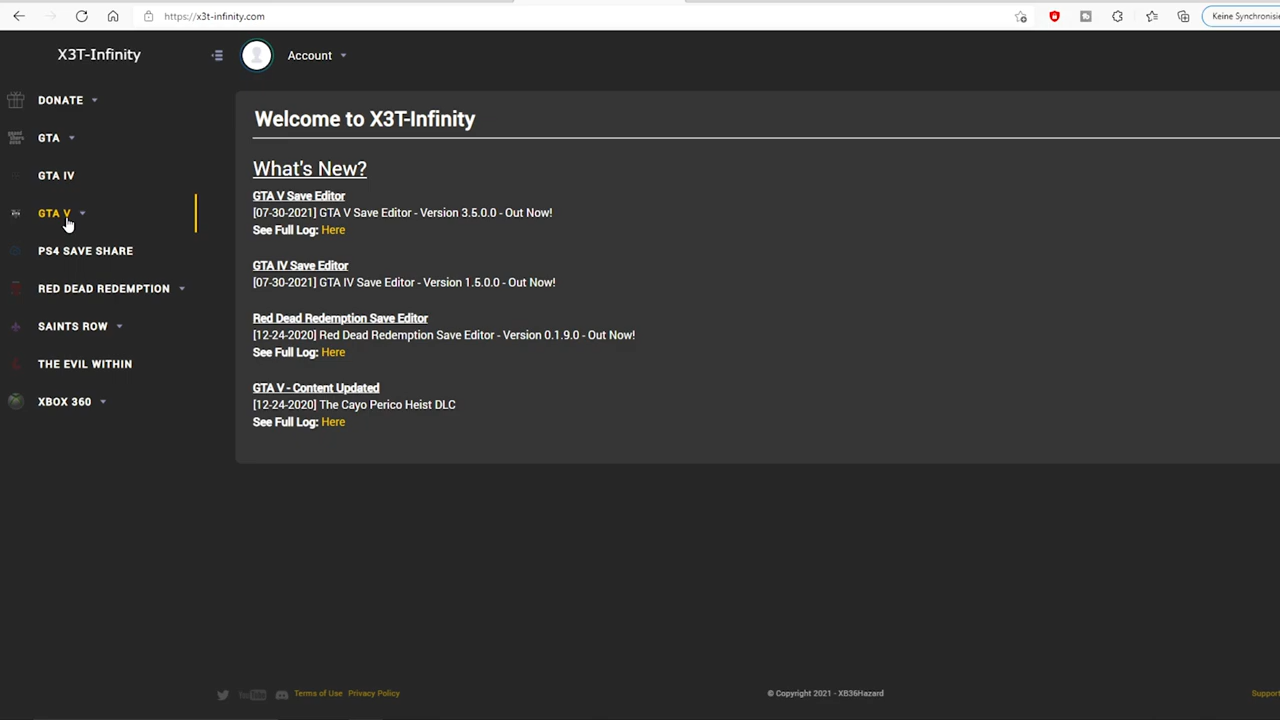 https://x3t-infinity.com
Keine Synchronisie
X3T-Infinity
Account
DONATE
GTA
GTA IV
GTA V
PS4 SAVE SHARE
RED DEAD REDEMPTION
SAINTS ROW
THE EVIL WITHIN
XBOX 360
Welcome to X3T-Infinity
What's New?
GTA V Save Editor
[07-30-2021] GTA V Save Editor - Version 3.5.0.0 - Out Now!
See Full Log: Here
GTA IV Save Editor
[07-30-2021] GTA IV Save Editor - Version 1.5.0.0 - Out Now!
Red Dead Redemption Save Editor
[12-24-2020] Red Dead Redemption Save Editor - Version 0.1.9.0 - Out Now!
See Full Log: Here
GTA V - Content Updated
[12-24-2020] The Cayo Perico Heist DLC
See Full Log: Here
YouTube Terms of Use Privacy Policy
© Copyright 2021 - XB36Hazard
Support